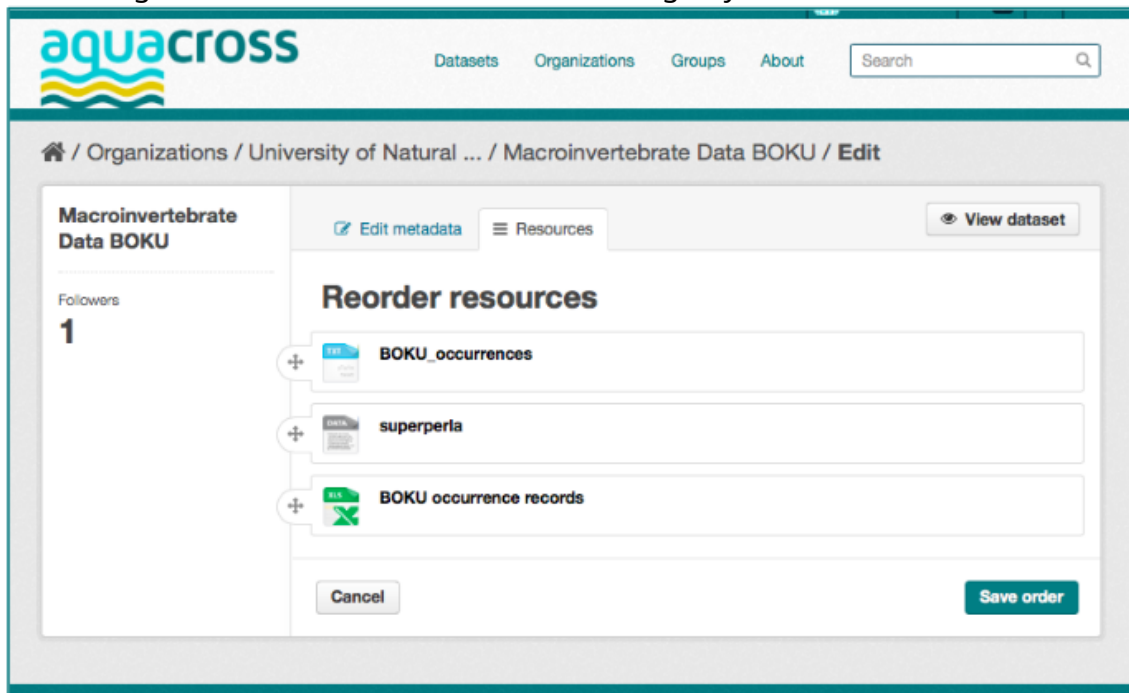 aquacross
Datasets Organizations Groups About Search
/ Organizations / University of Natural ... / Macroinvertebrate Data BOKU / Edit
Macroinvertebrate
Data BOKU
Followers
1
Edit metadata Resources View dataset
Reorder resources
TXT BOKU_occurrences
DATA superperla
XLS BOKU occurrence records
Cancel Save order